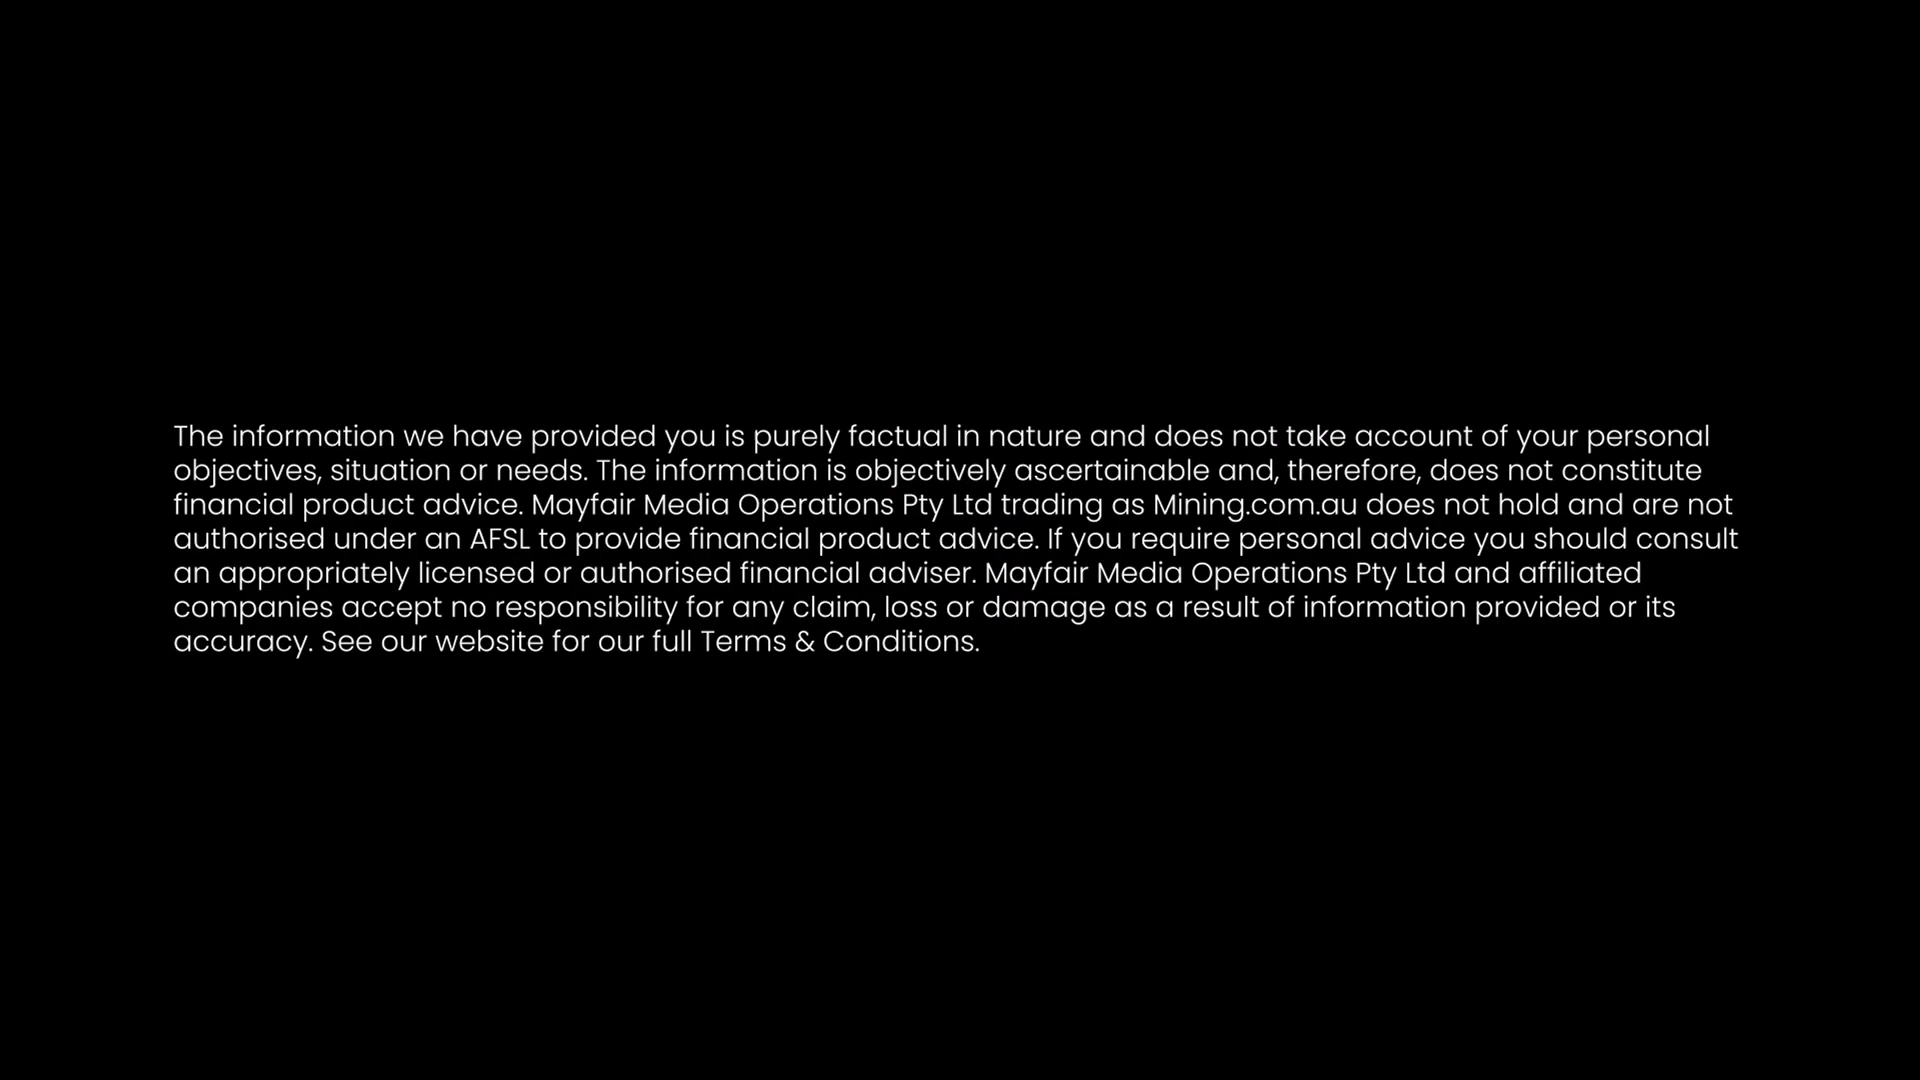 The information we have provided you is purely factual in nature and does not take account of your personal
objectives, situation or needs. The information is objectively ascertainable and, therefore, does not constitute
financial product advice. Mayfair Media Operations Pty Ltd trading as Mining.com.au does not hold and are not
authorised under an AFSL to provide financial product advice. If you require personal advice you should consult
an appropriately licensed or authorised financial adviser. Mayfair Media Operations Pty Ltd and affiliated
companies accept no responsibility for any claim, loss or damage as a result of information provided or its
accuracy. See our website for our full Terms & Conditions.